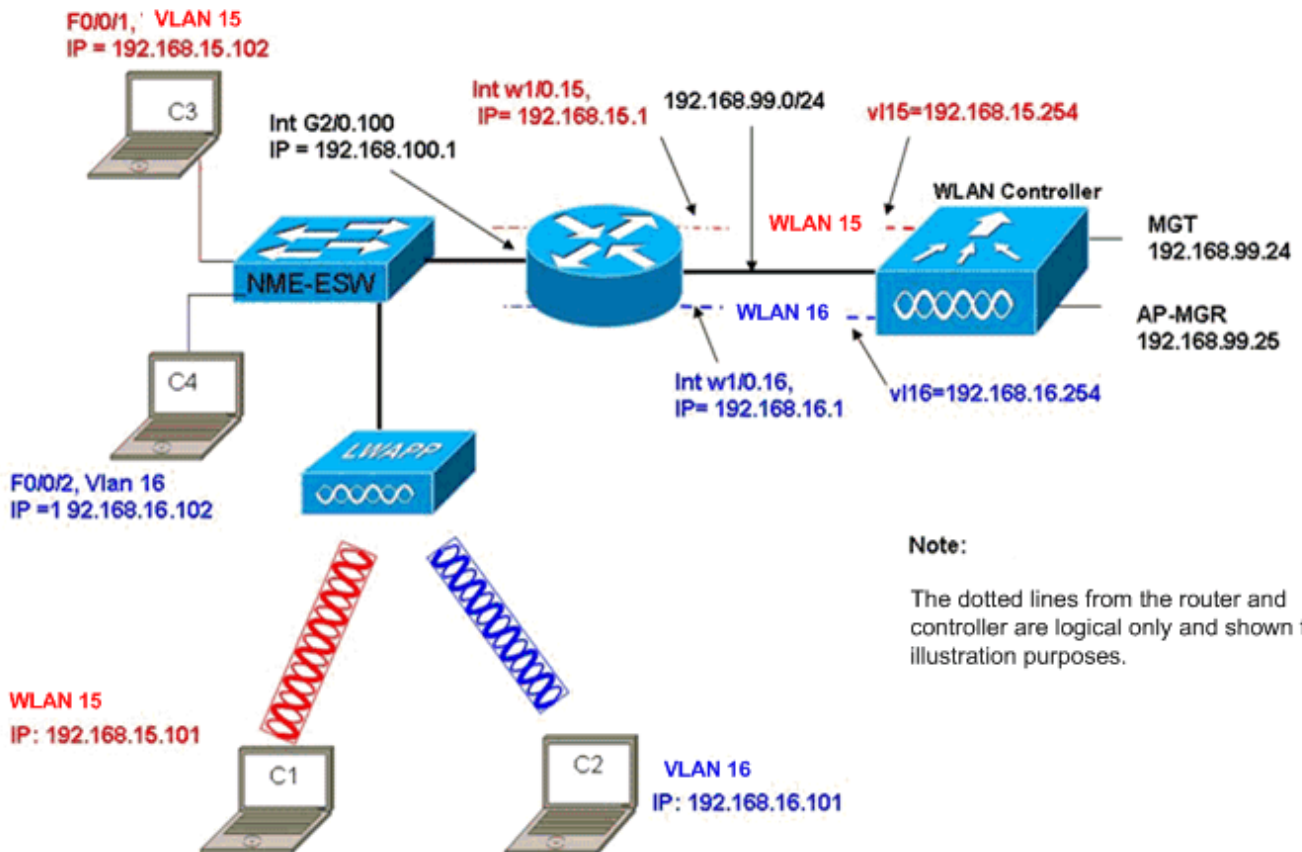 F0/0/1, ' VLAN 15
IP = 192.168.15.102
C3
Int G2/0.100
IP = 192.168.100.1
Int w1/0.15,
IP= 192.168.15.1
192.168.99.0/24
vl15=192.168.15.254
WLAN Controller
WLAN 15
MGT
192.168.99.24
NME-ESW
WLAN 16
AP-MGR
192.168.99.25
C4
Int w1/0.16,
IP= 192.168.16.1
vl16=192.168.16.254
LWAPP
F0/0/2, Vlan 16
IP =1 92.168.16.102
Note:
The dotted lines from the router and
controller are logical only and shown f
illustration purposes.
WLAN 15
IP: 192.168.15.101
C1
C2
VLAN 16
IP: 192.168.16.101